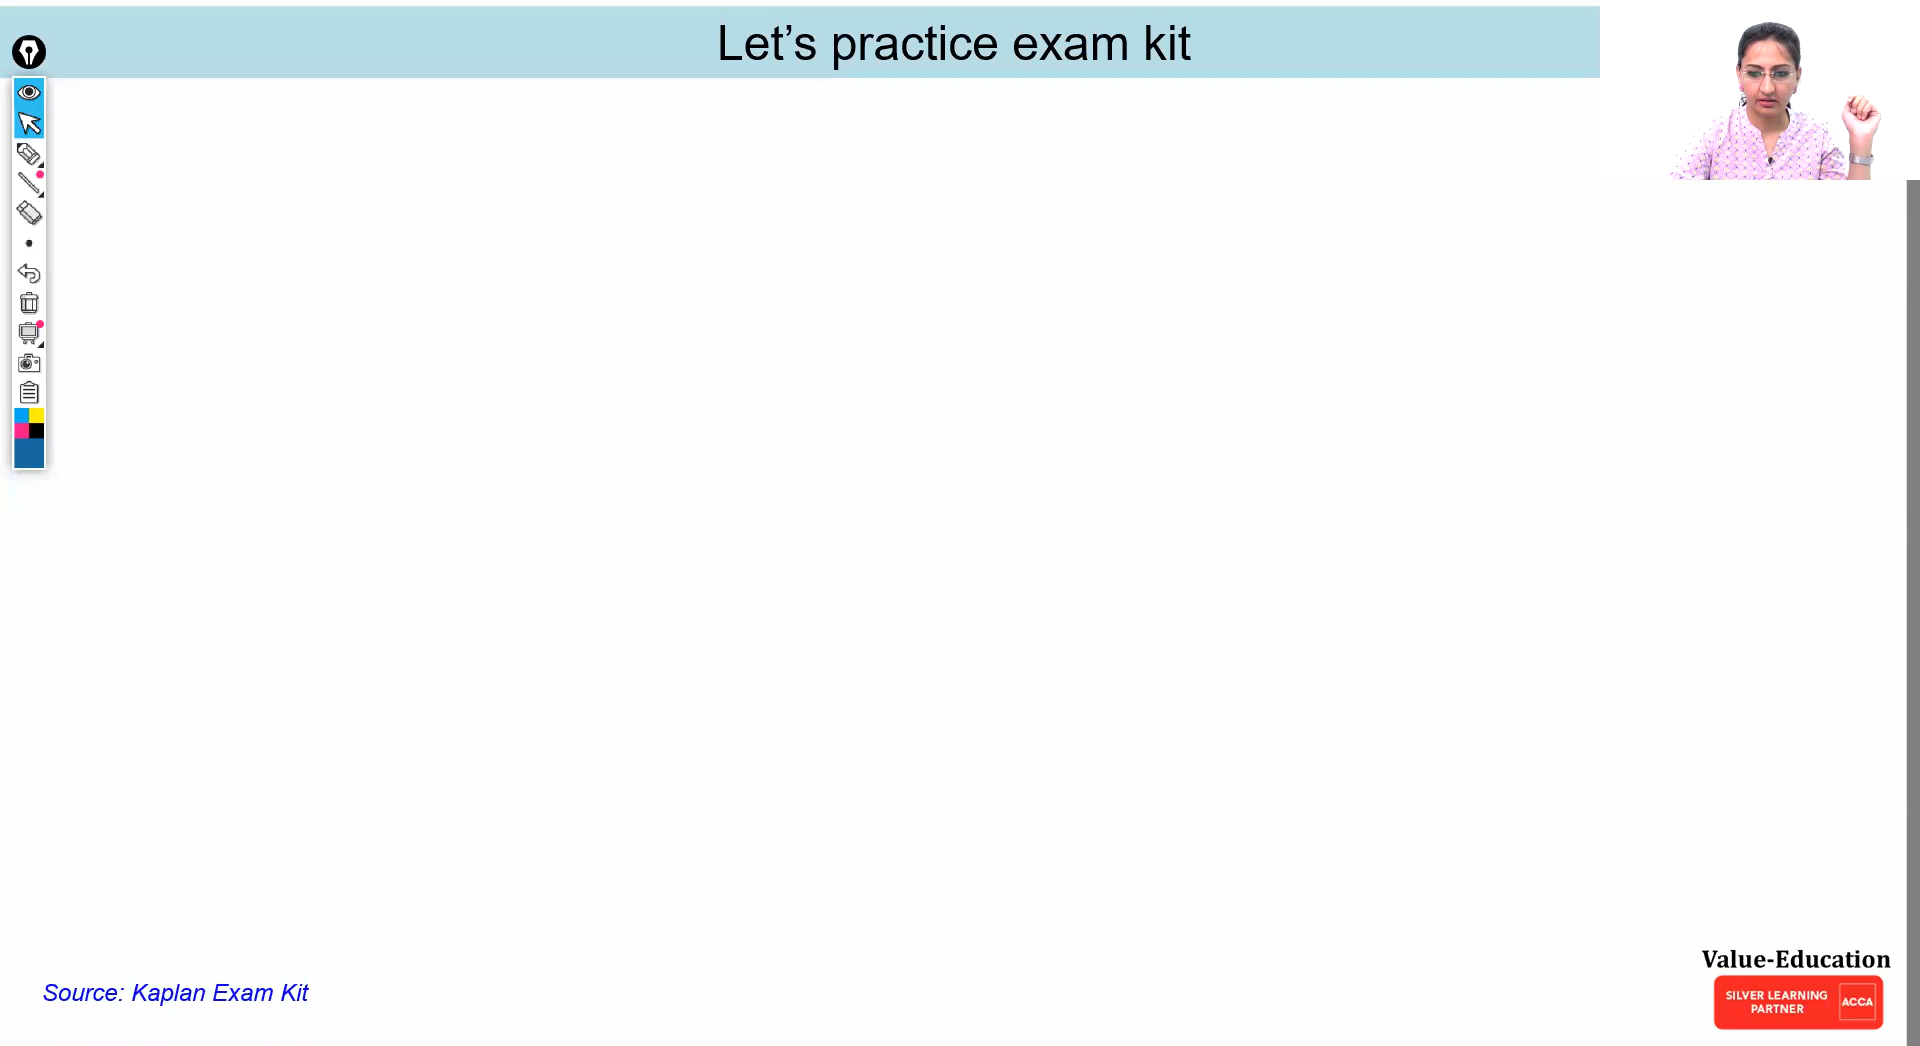 Let’s practice exam kit
Source: Kaplan Exam Kit
Value-Education
SILVER LEARNING
PARTNER
ACCA